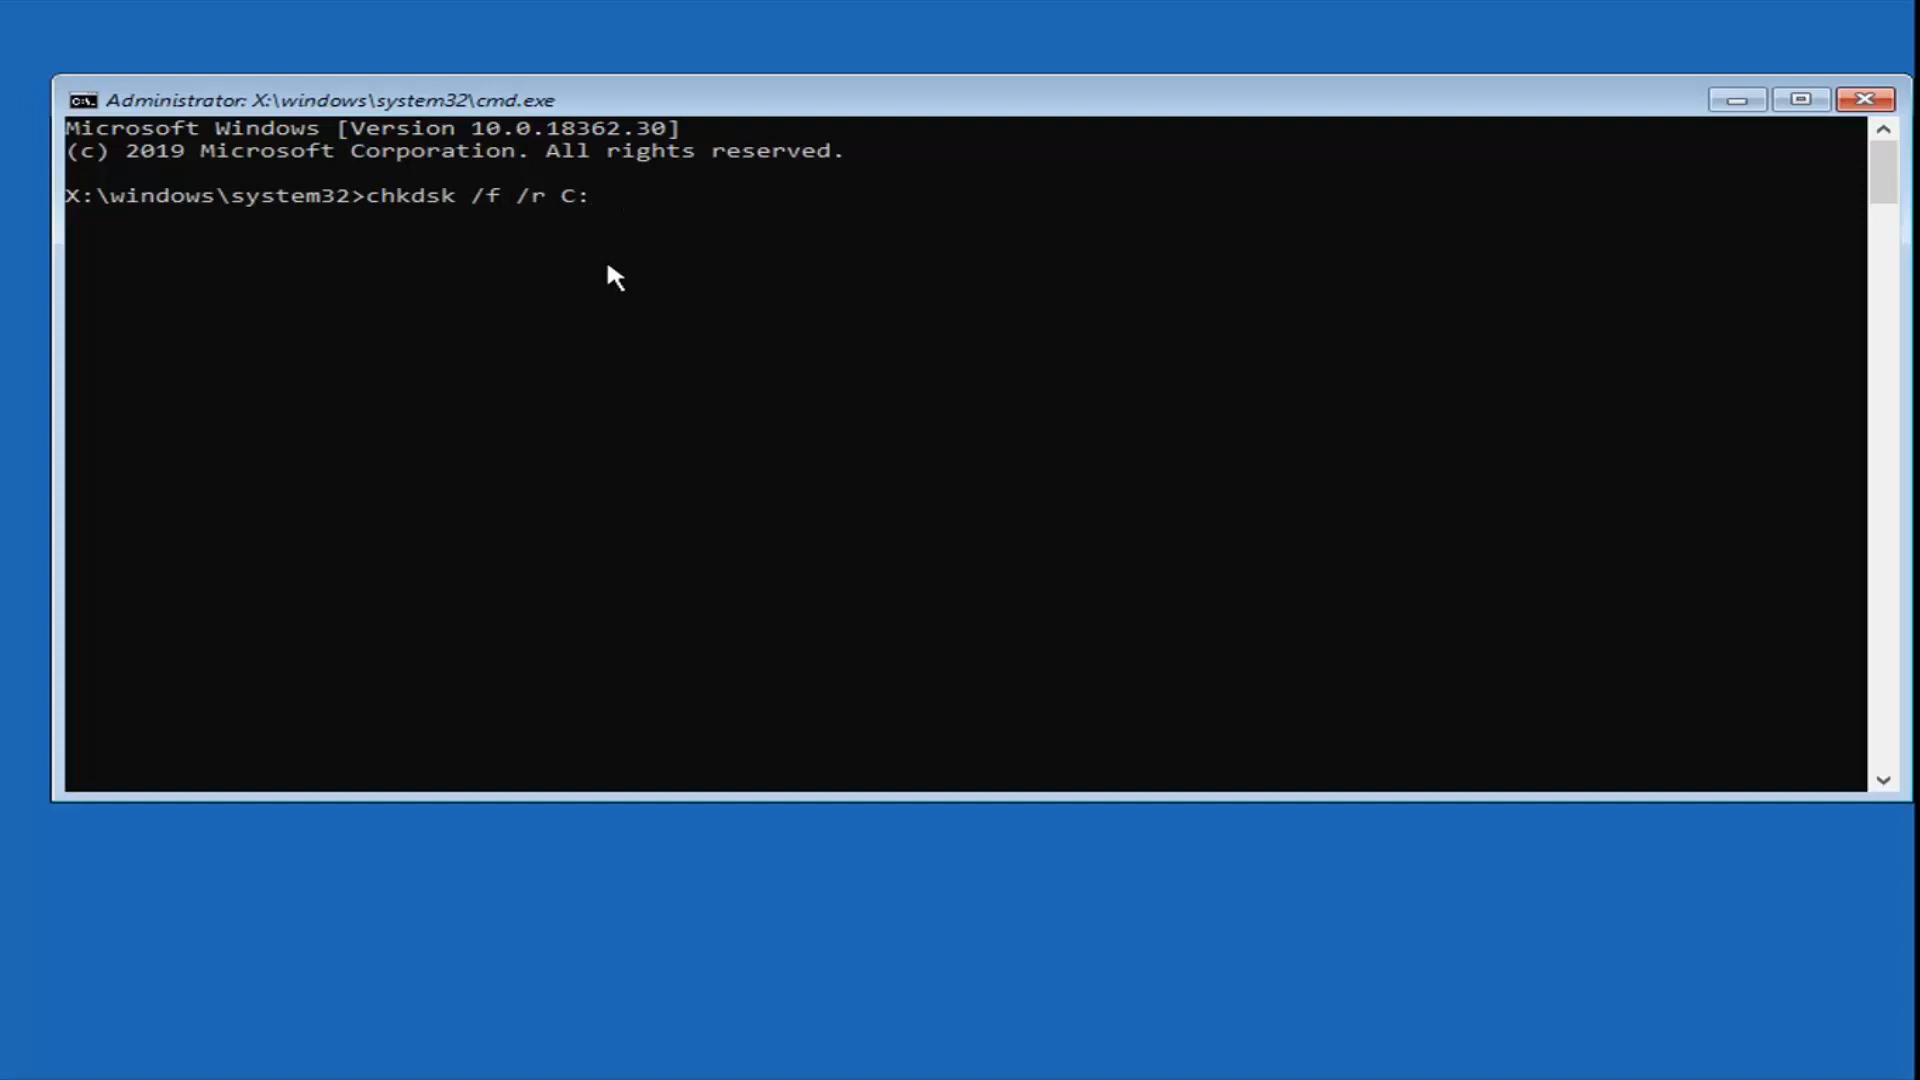 Administrator: X:\windows\system32\cmd.exe
Microsoft Windows [Version 10.0.18362.30]
(c) 2019 Microsoft Corporation. All rights reserved.
X:\windows\system32>chkdsk /f /r C: